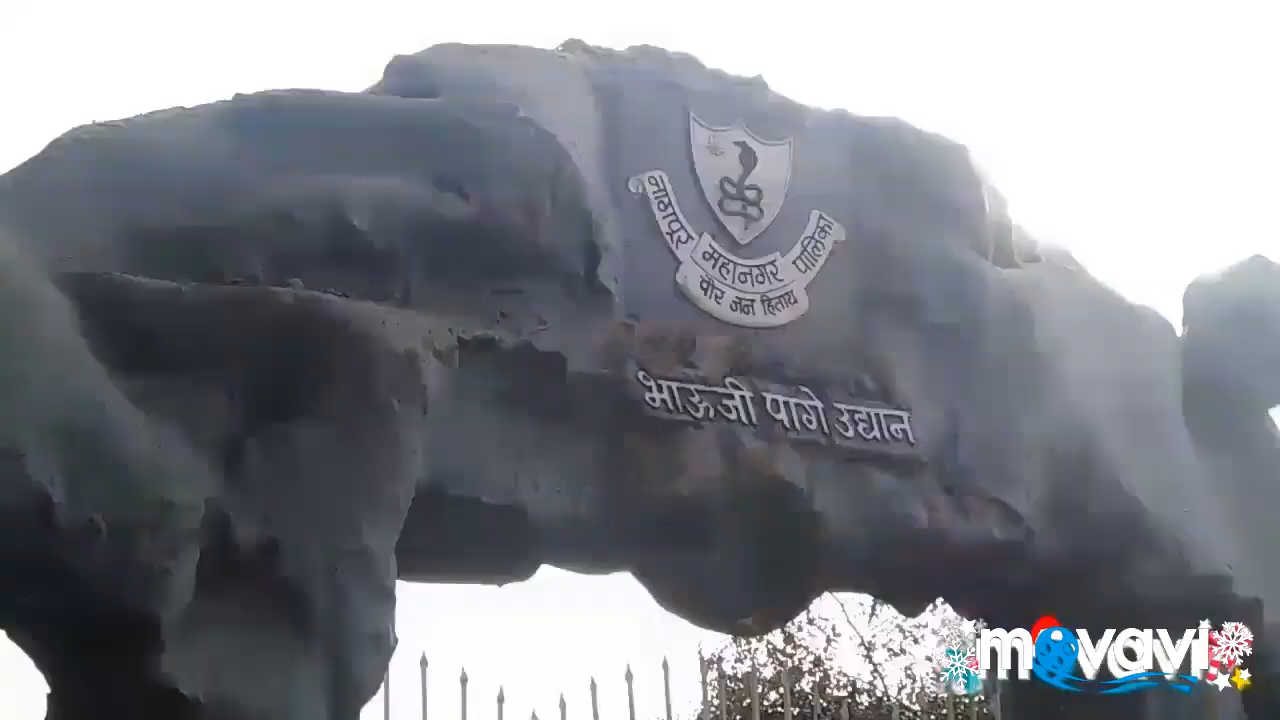 नागपूर महानगर पालिका
पौर जन हिताय
भाऊजी पागे उद्यान
movavi